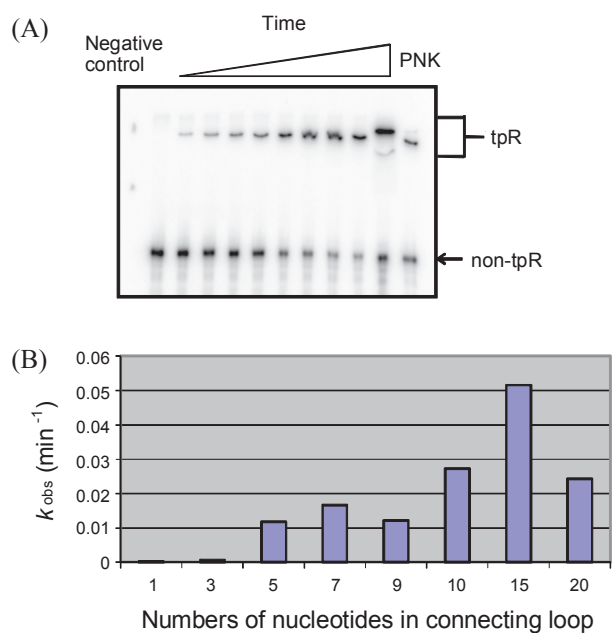 (A)
Time
Negative control
PNK
tpR
non-tpR
(B)
0.06
0.05
0.04
0.03
0.02
0.01
0
k obs (min -1)
1 3 5 7 9 10 15 20
Numbers of nucleotides in connecting loop